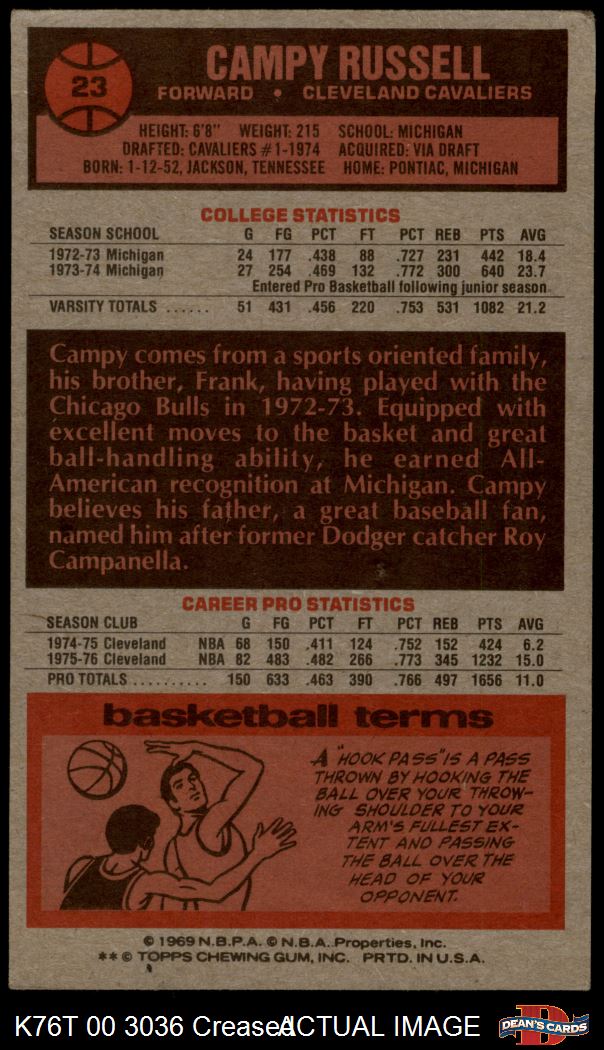 23
CAMPY RUSSELL
FORWARD • CLEVELAND CAVALIERS
HEIGHT: 6'8" WEIGHT: 215 SCHOOL: MICHIGAN
DRAFTED: CAVALIERS #1-1974 ACQUIRED: VIA DRAFT
BORN: 1-12-52, JACKSON, TENNESSEE HOME: PONTIAC, MICHIGAN
COLLEGE STATISTICS
SEASON SCHOOL G FG PCT FT PCT REB PTS AVG
1972-73 Michigan 24 177 .438 88 .727 231 442 18.4
1973-74 Michigan 27 254 .469 132 .772 300 640 23.7
Entered Pro Basketball following junior season.
VARSITY TOTALS ...... 51 431 .456 220 .753 531 1082 21.2
Campy comes from a sports oriented family,
his brother, Frank, having played with the
Chicago Bulls in 1972-73. Equipped with
excellent moves to the basket and great
ball-handling ability, he earned All-
American recognition at Michigan. Campy
believes his father, a great baseball fan,
named him after former Dodger catcher Roy
Campanella.
CAREER PRO STATISTICS
SEASON CLUB G FG PCT FT PCT REB PTS AVG
1974-75 Cleveland NBA 68 150 .411 124 .752 152 424 6.2
1975-76 Cleveland NBA 82 483 .482 266 .773 345 1232 15.0
PRO TOTALS .......... 150 633 .463 390 .766 497 1656 11.0
basketball terms
A "HOOK PASS" IS A PASS
THROWN BY HOOKING THE
BALL OVER YOUR THROW-
ING SHOULDER TO YOUR
ARM'S FULLEST EX-
TENT AND PASSING
THE BALL OVER THE
HEAD OF YOUR
OPPONENT.
© 1969 N.B.P.A. © N.B.A. Properties, Inc.
** © TOPPS CHEWING GUM, INC. PRTD. IN U.S.A.
K76T 00 3036 Creased ACTUAL IMAGE
DEAN'S CARDS